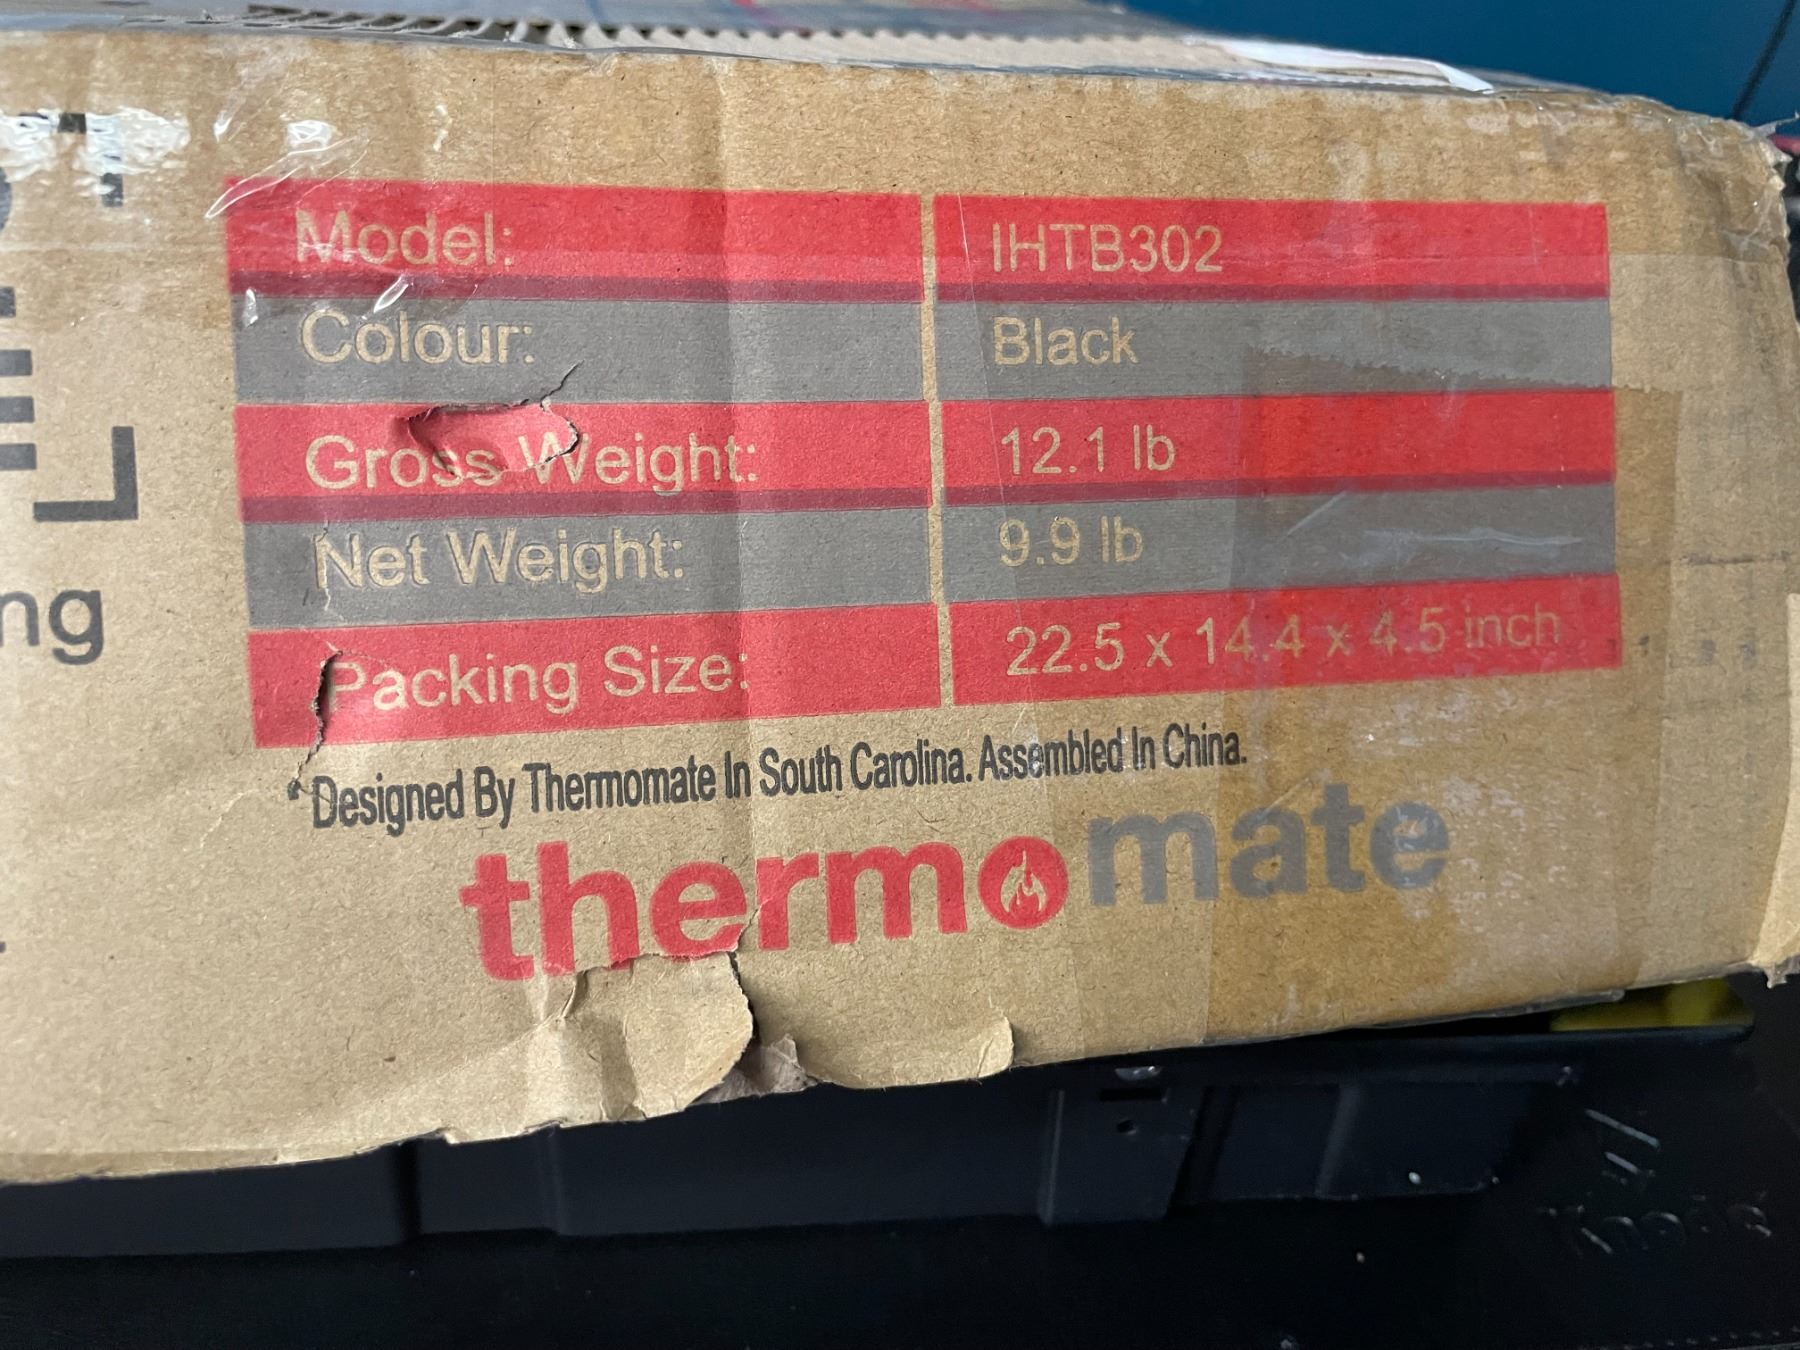 Model: IHTB302
Colour: Black
Gross Weight: 12.1 lb
Net Weight: 9.9 lb
Packing Size: 22.5 x 14.4 x 4.5 inch
*Designed By Thermomate In South Carolina. Assembled In China.
thermomate
ng